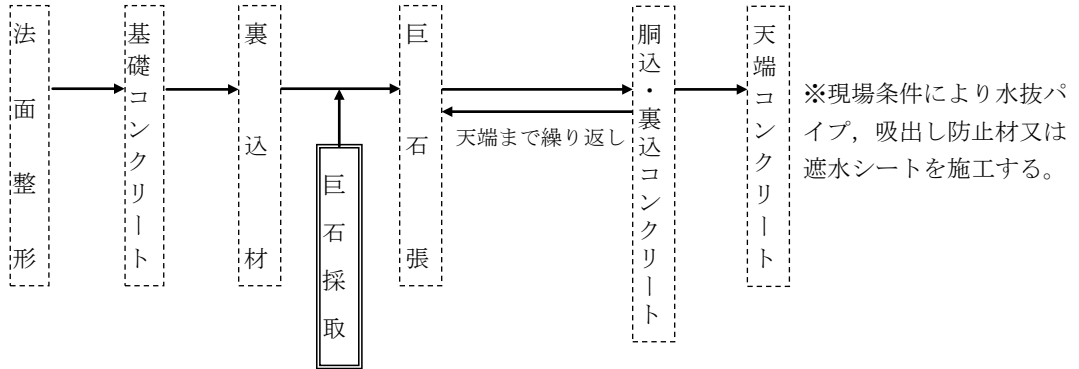 法面整形
基礎コンクリート
裏込材
巨石採取
巨石張
天端まで繰り返し
胴込・裏込コンクリート
天端コンクリート
※現場条件により水抜パ
イプ，吸出し防止材又は
遮水シートを施工する。